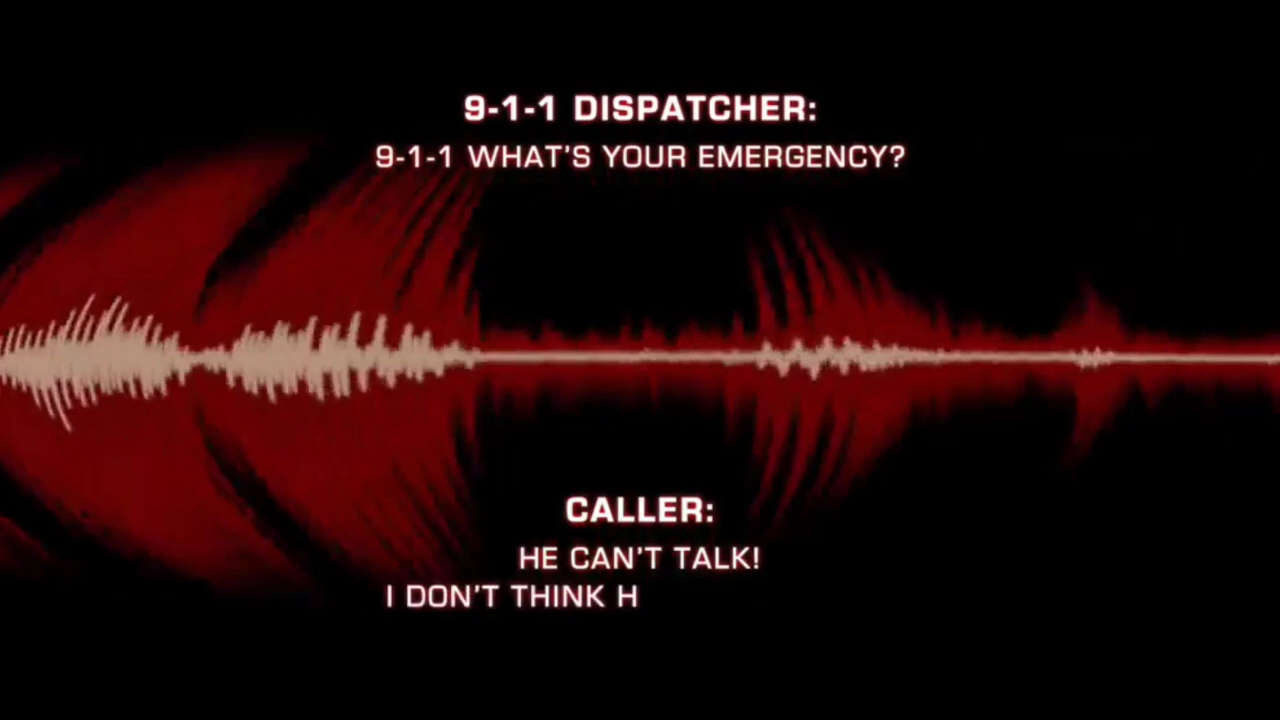 9-1-1 DISPATCHER:
9-1-1 WHAT'S YOUR EMERGENCY?
CALLER:
HE CAN'T TALK!
I DON'T THINK H